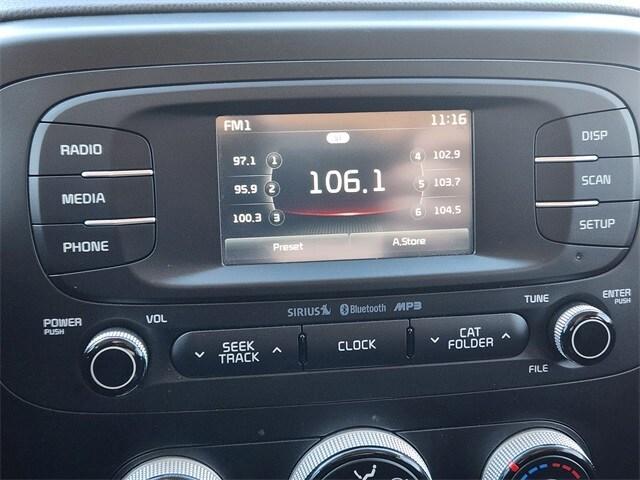 FM1 11:16
97.1 1 4 102.9
106.1
95.9 2 5 103.7
100.3 3 6 104.5
Preset A.Store
RADIO
MEDIA
PHONE
DISP
SCAN
SETUP
SIRIUS Bluetooth MP3
POWER
PUSH
VOL
SEEK
TRACK
CLOCK
CAT
FOLDER
TUNE
FILE
ENTER
PUSH